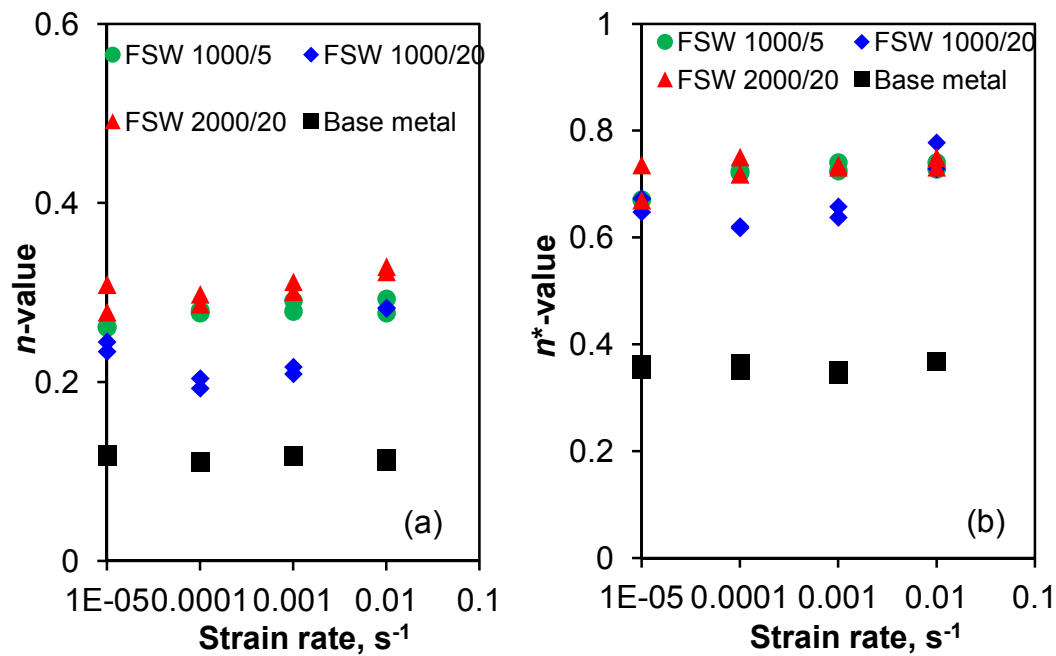 0.6
FSW 1000/5 FSW 1000/20
FSW 2000/20 Base metal
0.4
n-value
0.2
(a)
0
1E-05 0.0001 0.001 0.01 0.1
Strain rate, s-1
1
FSW 1000/5 FSW 1000/20
FSW 2000/20 Base metal
0.8
0.6
n*-value
0.4
0.2
(b)
0
1E-05 0.0001 0.001 0.01 0.1
Strain rate, s-1